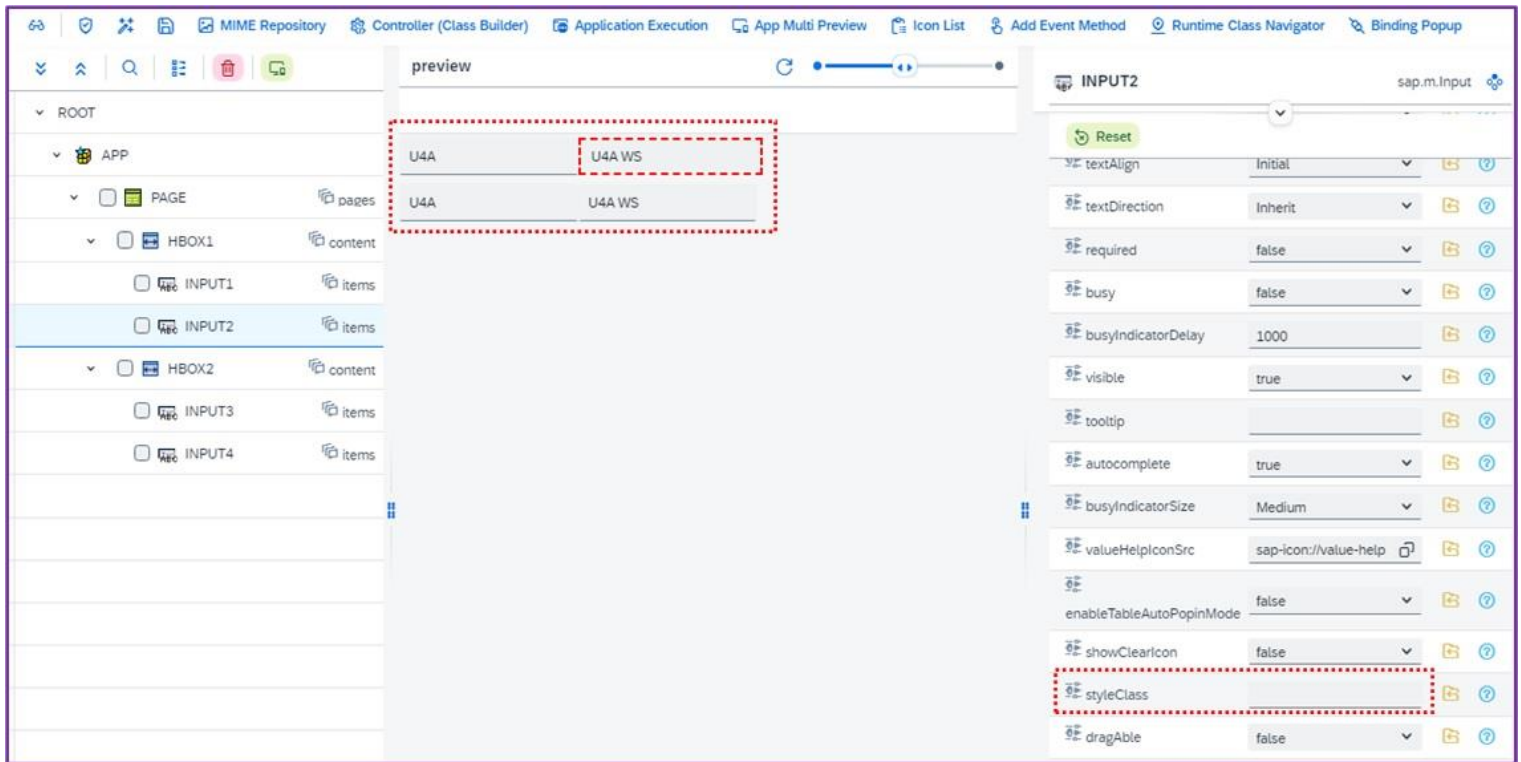 MIME Repository Controller (Class Builder) Application Execution App Multi Preview Icon List Add Event Method Runtime Class Navigator Binding Popup
ROOT
APP
PAGE pages
HBOX1 content
INPUT1 items
INPUT2 items
HBOX2 content
INPUT3 items
INPUT4 items
preview
U4A U4A WS
U4A U4A WS
INPUT2 sap.m.Input
Reset
textAlign Initial
textDirection Inherit
required false
busy false
busyIndicatorDelay 1000
visible true
tooltip
autocomplete true
busyIndicatorSize Medium
valueHelpIconSrc sap-icon://value-help
enableTableAutoPopinMode false
showClearIcon false
styleClass
dragAble false